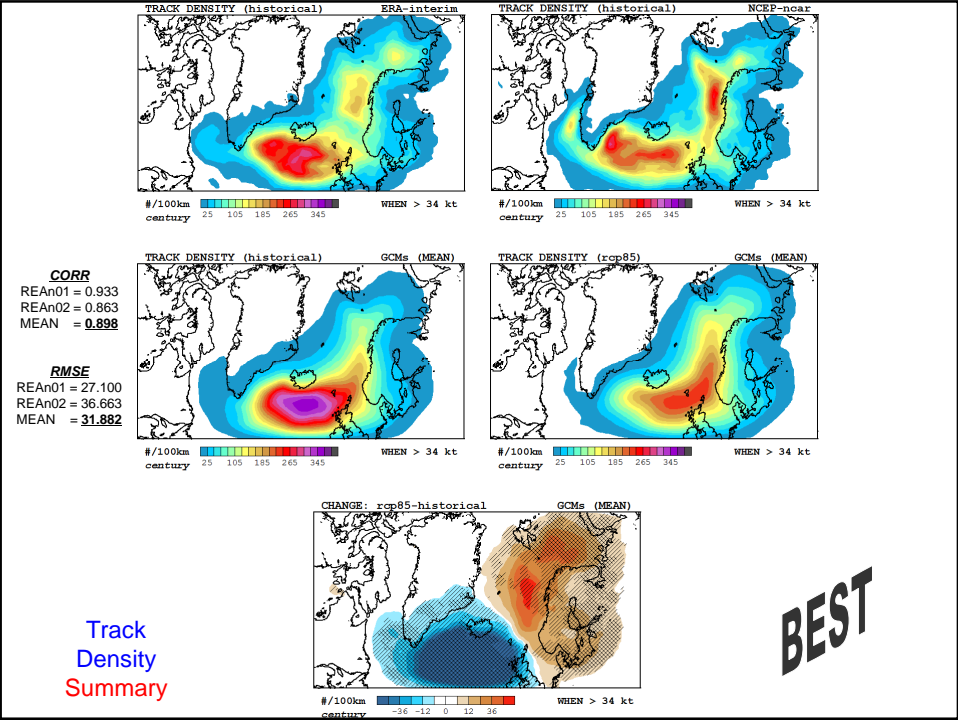 TRACK DENSITY (historical) ERA-interim
#/100km
century
25 105 185 265 345
WHEN > 34 kt
TRACK DENSITY (historical) NCEP-ncar
#/100km
century
25 105 185 265 345
WHEN > 34 kt
CORR
REAn01 = 0.933
REAn02 = 0.863
MEAN = 0.898
RMSE
REAn01 = 27.100
REAn02 = 36.663
MEAN = 31.882
TRACK DENSITY (historical) GCMs (MEAN)
#/100km
century
25 105 185 265 345
WHEN > 34 kt
TRACK DENSITY (rcp85) GCMs (MEAN)
#/100km
century
25 105 185 265 345
WHEN > 34 kt
CHANGE: rcp85-historical GCMs (MEAN)
#/100km
century
-36 -12 0 12 36
WHEN > 34 kt
Track
Density
Summary
BEST